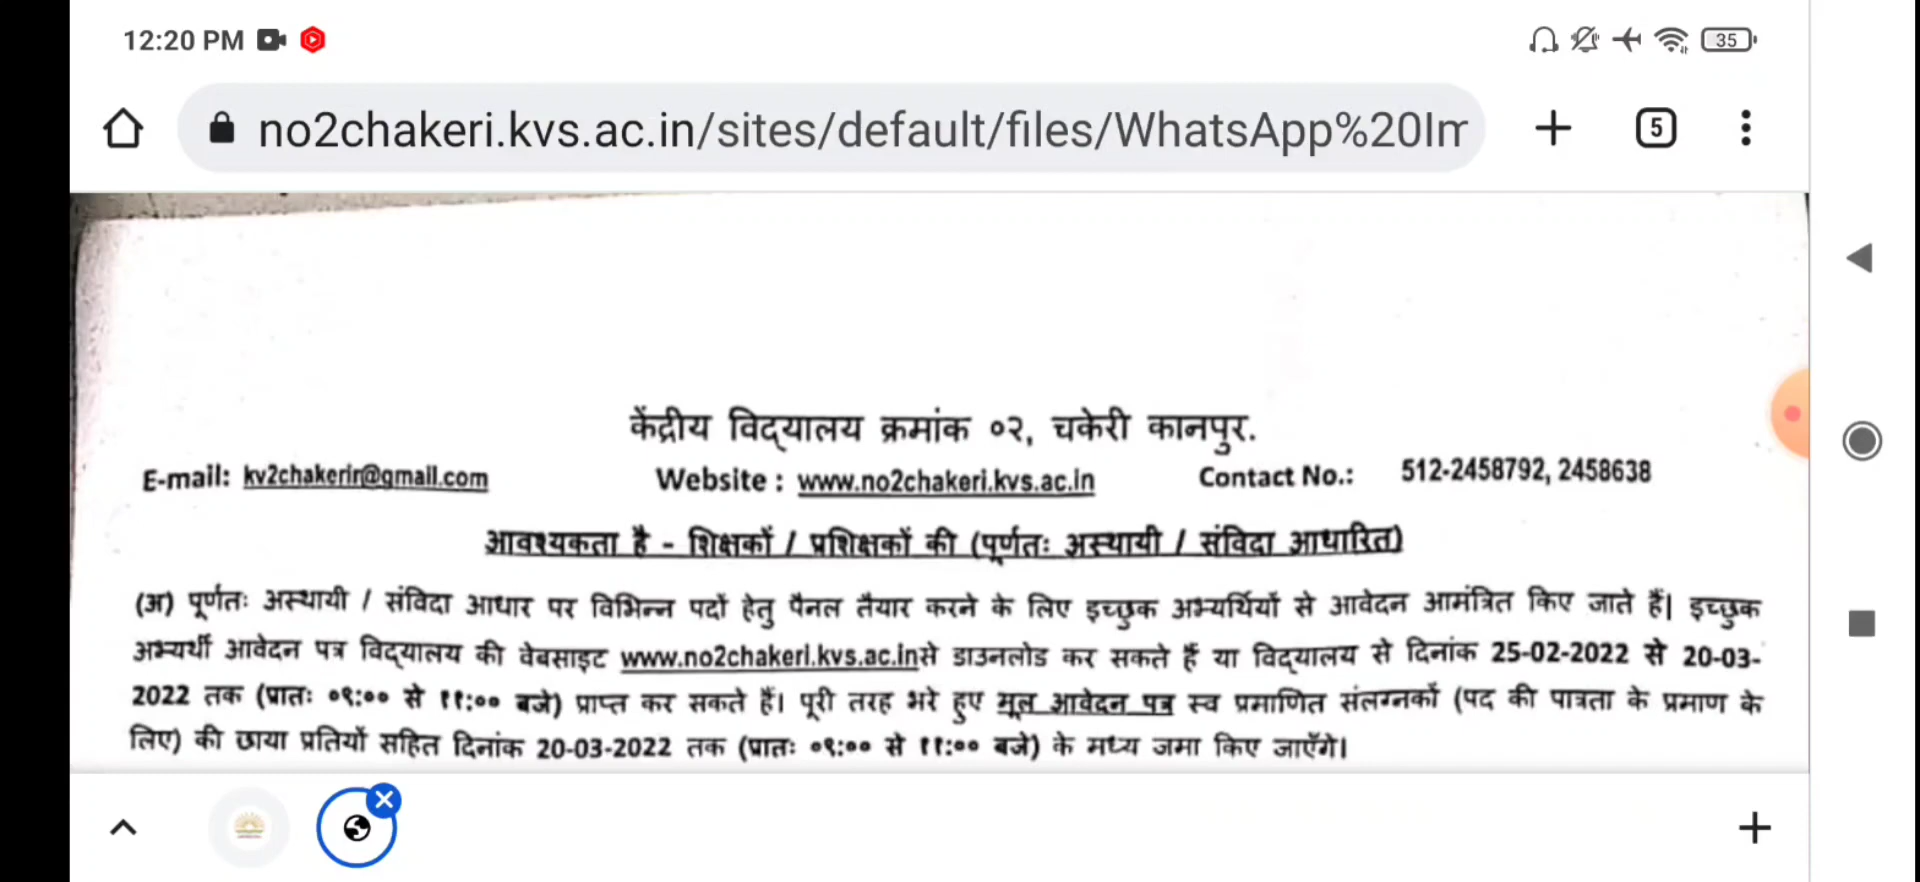 12:20 PM
35
no2chakeri.kvs.ac.in/sites/default/files/WhatsApp%20Im
5
केंद्रीय विद्यालय क्रमांक ०२, चकेरी कानपुर.
E-mail: kv2chakerir@gmail.com Website : www.no2chakeri.kvs.ac.in Contact No.: 512-2458792, 2458638
आवश्यकता है - शिक्षकों / प्रशिक्षकों की (पूर्णतः अस्थायी / संविदा आधारित)
(अ) पूर्णतः अस्थायी / संविदा आधार पर विभिन्न पदों हेतु पैनल तैयार करने के लिए इच्छुक अभ्यर्थियों से आवेदन आमंत्रित किए जाते हैं| इच्छुक
अभ्यर्थी आवेदन पत्र विद्यालय की वेबसाइट www.no2chakeri.kvs.ac.inसे डाउनलोड कर सकते हैं या विद्यालय से दिनांक 25-02-2022 से 20-03-
2022 तक (प्रातः ०९:०० से ११:०० बजे) प्राप्त कर सकते हैं। पूरी तरह भरे हुए मूल आवेदन पत्र स्व प्रमाणित संलग्नकों (पद की पात्रता के प्रमाण के
लिए) की छाया प्रतियों सहित दिनांक 20-03-2022 तक (प्रातः ०९:०० से ११:०० बजे) के मध्य जमा किए जाएँगे।